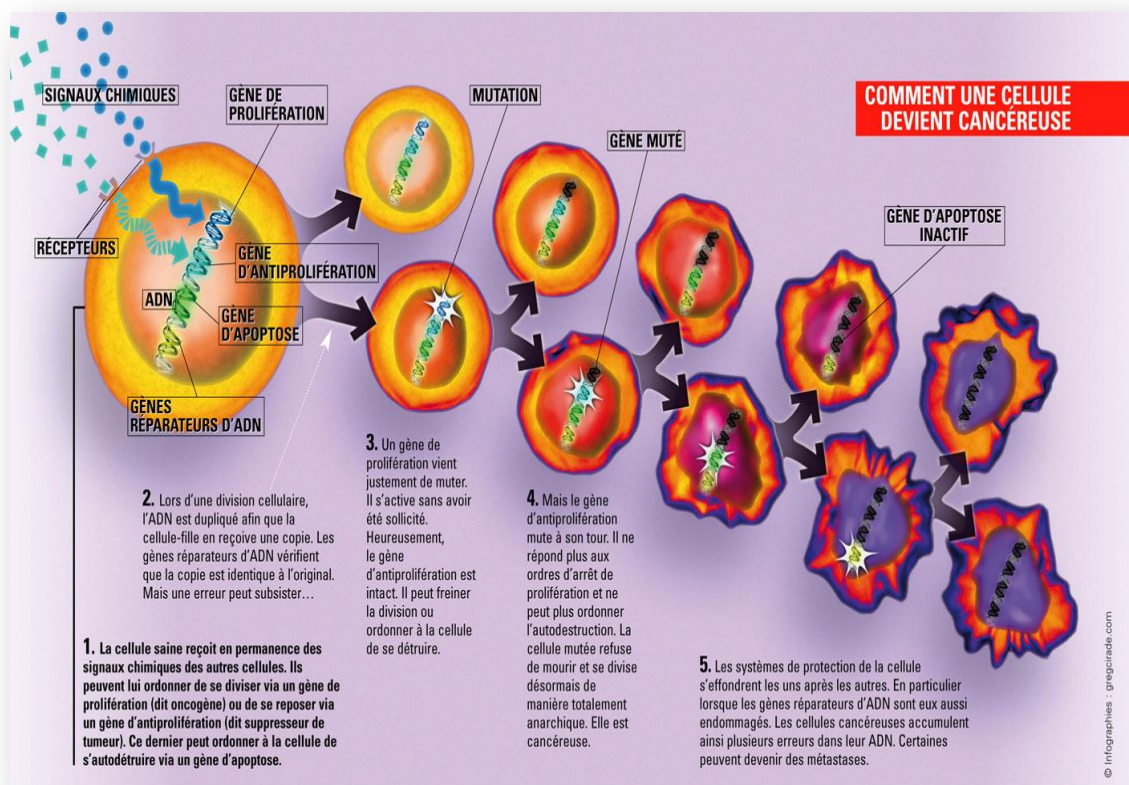 COMMENT UNE CELLULE
DEVIENT CANCÉREUSE
SIGNAUX CHIMIQUES
GÈNE DE
PROLIFÉRATION
MUTATION
GÈNE MUTÉ
GÈNE D'APOPTOSE
INACTIF
RÉCEPTEURS
GÈNE
D'ANTIPROLIFÉRATION
ADN
GÈNE
D'APOPTOSE
GÈNES
RÉPARATEURS D'ADN
1. La cellule saine reçoit en permanence des
signaux chimiques des autres cellules. Ils
peuvent lui ordonner de se diviser via un gène de
prolifération (dit oncogène) ou de se reposer via
un gène d'antiprolifération (dit suppresseur de
tumeur). Ce dernier peut ordonner à la cellule de
s'autodétruire via un gène d'apoptose.
2. Lors d'une division cellulaire,
l'ADN est dupliqué afin que la
cellule-fille en reçoive une copie. Les
gènes réparateurs d'ADN vérifient
que la copie est identique à l'original.
Mais une erreur peut subsister…
3. Un gène de
prolifération vient
justement de muter.
Il s'active sans avoir
été sollicité.
Heureusement,
le gène
d'antiprolifération est
intact. Il peut freiner
la division ou
ordonner à la cellule
de se détruire.
4. Mais le gène
d'antiprolifération
mute à son tour. Il ne
répond plus aux
ordres d'arrêt de
prolifération et ne
peut plus ordonner
l'autodestruction. La
cellule mutée refuse
de mourir et se divise
désormais de
manière totalement
anarchique. Elle est
cancéreuse.
5. Les systèmes de protection de la cellule
s'effondrent les uns après les autres. En particulier
lorsque les gènes réparateurs d'ADN sont eux aussi
endommagés. Les cellules cancéreuses accumulent
ainsi plusieurs erreurs dans leur ADN. Certaines
peuvent devenir des métastases.
© Infographies : gregcirade.com